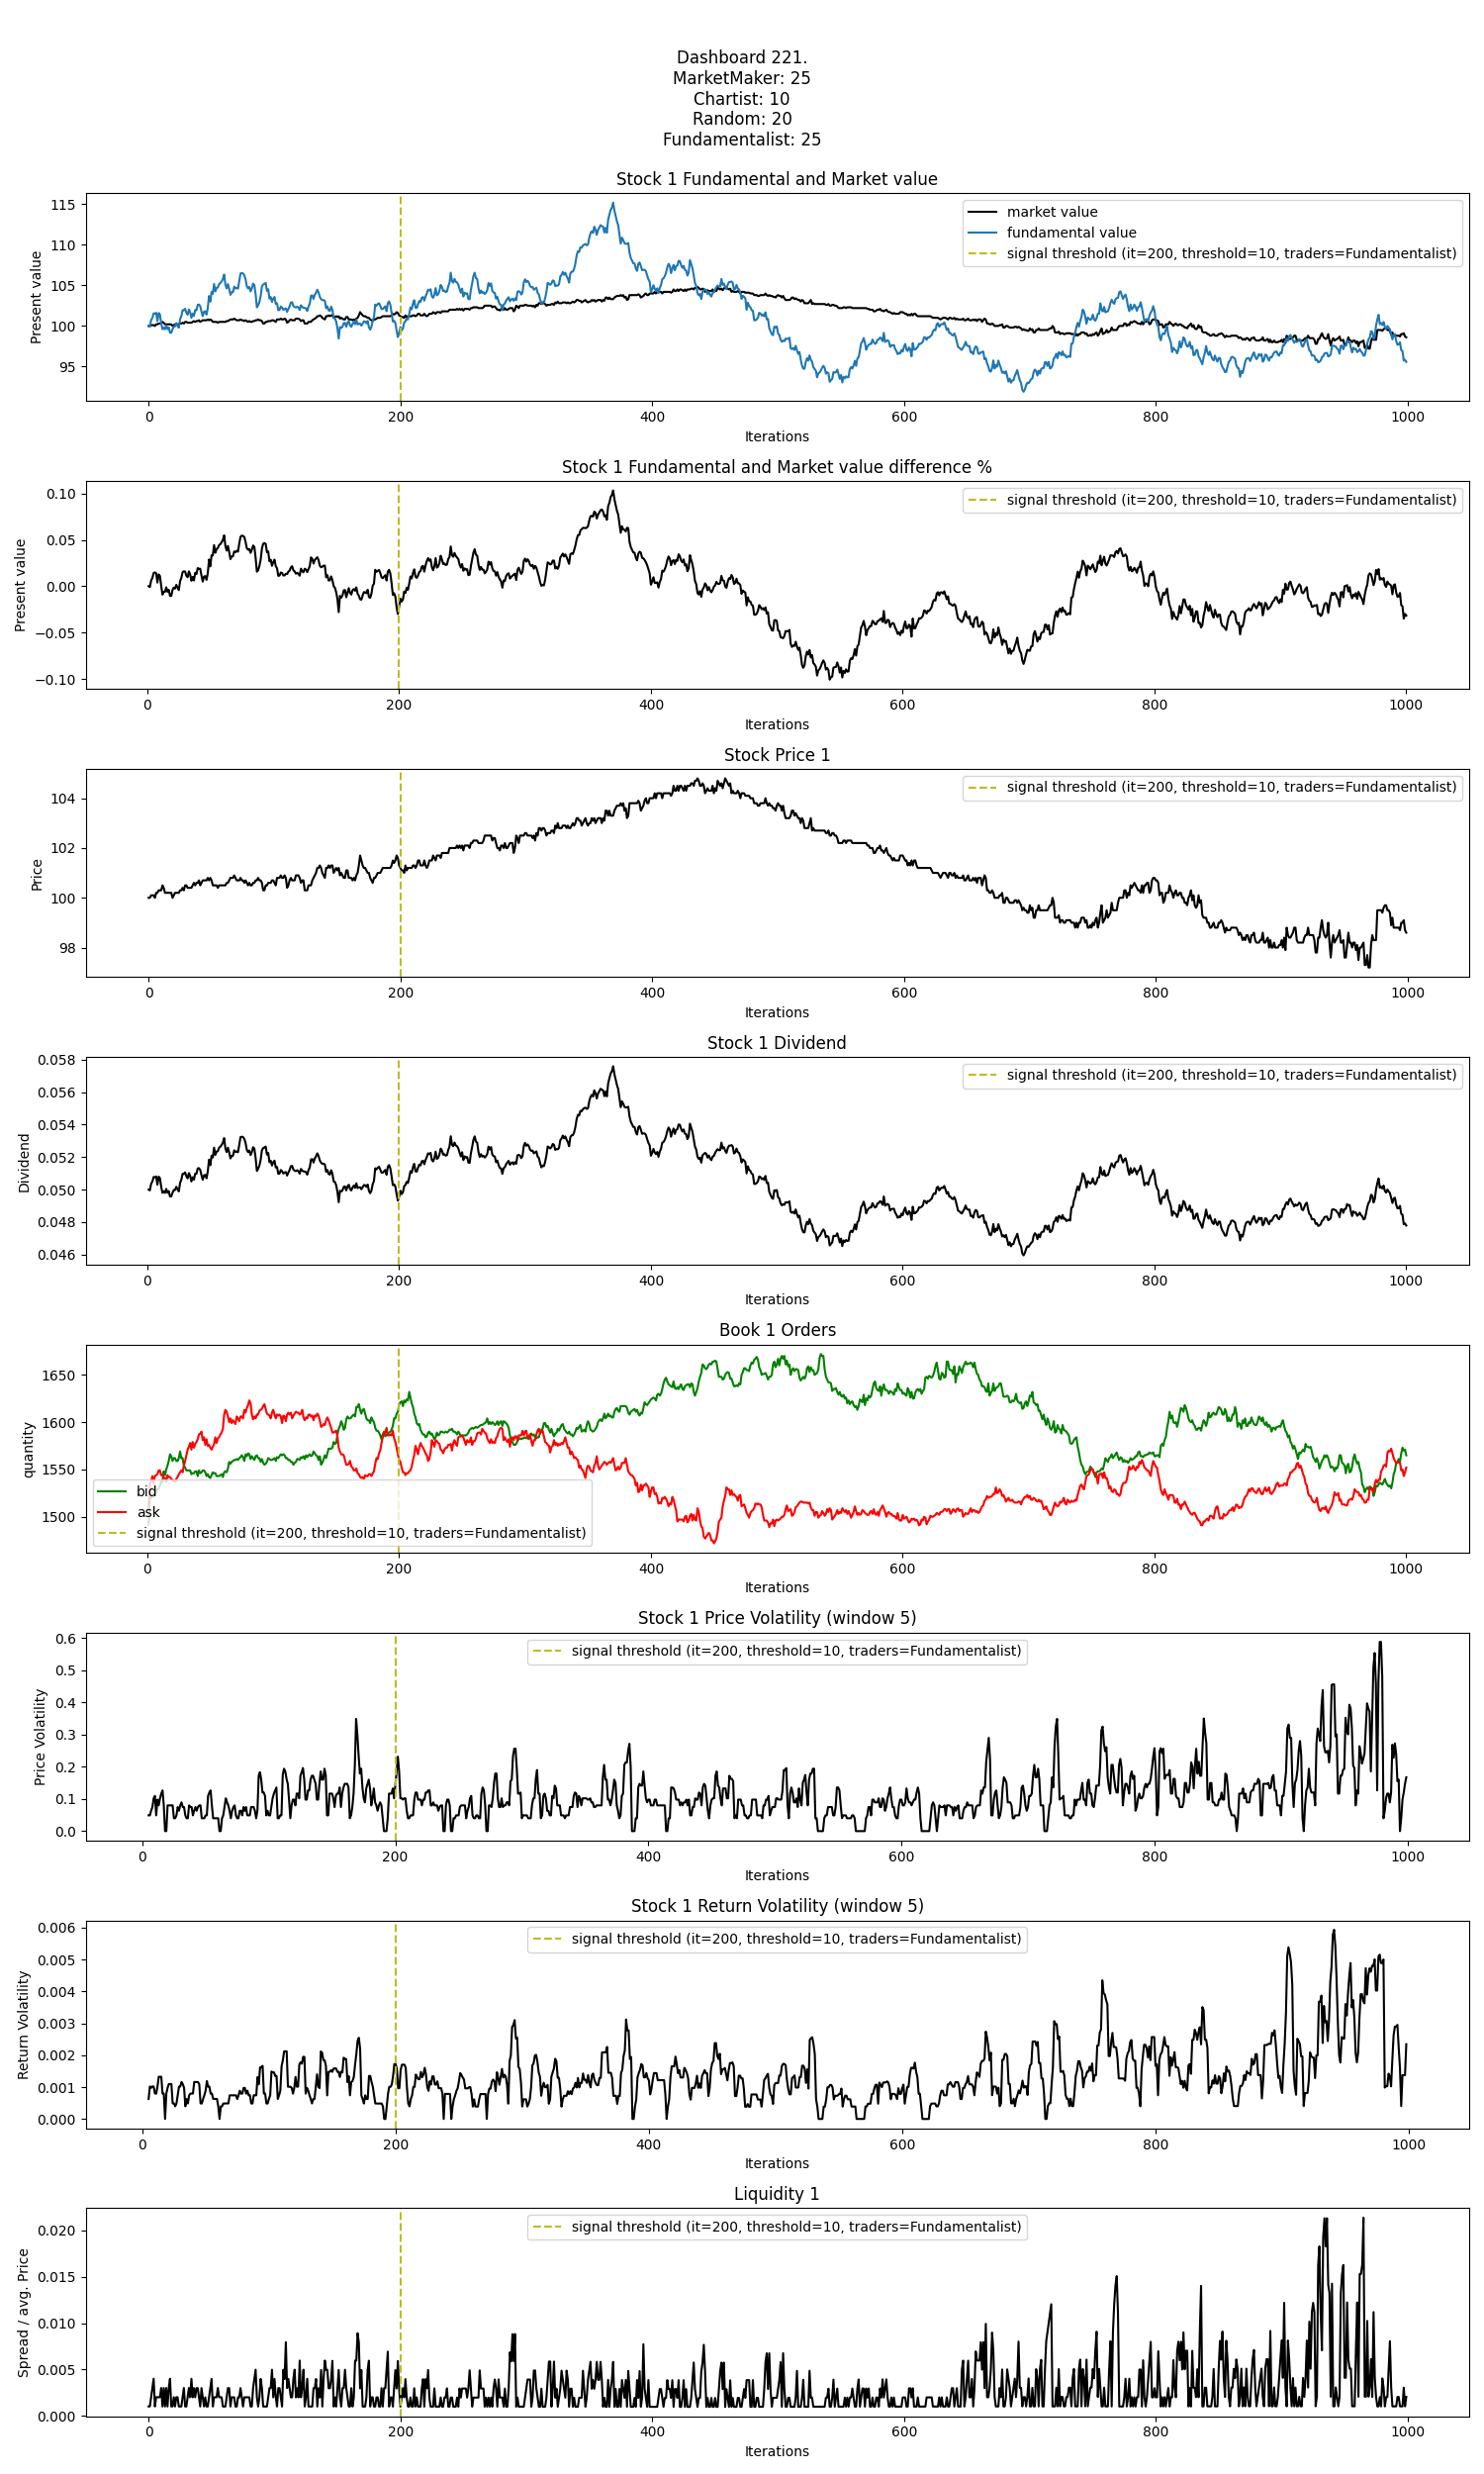 Dashboard 221.
MarketMaker: 25
Chartist: 10
Random: 20
Fundamentalist: 25
Stock 1 Fundamental and Market value
Present value
115
110
105
100
95
market value
fundamental value
signal threshold (it=200, threshold=10, traders=Fundamentalist)
0 200 400 600 800 1000
Iterations
Stock 1 Fundamental and Market value difference %
Present value
0.10
0.05
0.00
−0.05
−0.10
signal threshold (it=200, threshold=10, traders=Fundamentalist)
0 200 400 600 800 1000
Iterations
Stock Price 1
Price
104
102
100
98
signal threshold (it=200, threshold=10, traders=Fundamentalist)
0 200 400 600 800 1000
Iterations
Stock 1 Dividend
Dividend
0.058
0.056
0.054
0.052
0.050
0.048
0.046
signal threshold (it=200, threshold=10, traders=Fundamentalist)
0 200 400 600 800 1000
Iterations
Book 1 Orders
quantity
1650
1600
1550
1500
bid
ask
signal threshold (it=200, threshold=10, traders=Fundamentalist)
0 200 400 600 800 1000
Iterations
Stock 1 Price Volatility (window 5)
Price Volatility
0.6
0.5
0.4
0.3
0.2
0.1
0.0
signal threshold (it=200, threshold=10, traders=Fundamentalist)
0 200 400 600 800 1000
Iterations
Stock 1 Return Volatility (window 5)
Return Volatility
0.006
0.005
0.004
0.003
0.002
0.001
0.000
signal threshold (it=200, threshold=10, traders=Fundamentalist)
0 200 400 600 800 1000
Iterations
Liquidity 1
Spread / avg. Price
0.020
0.015
0.010
0.005
0.000
signal threshold (it=200, threshold=10, traders=Fundamentalist)
0 200 400 600 800 1000
Iterations